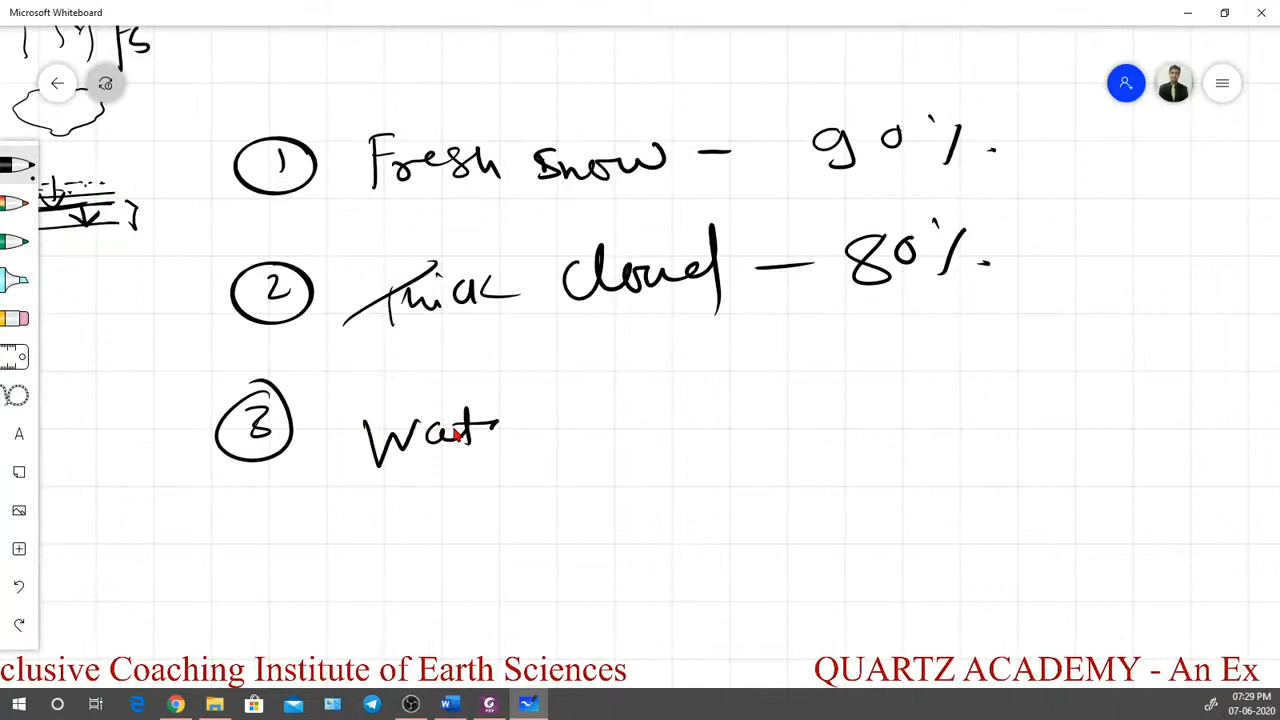 Microsoft Whiteboard
1 Fresh snow - 90%.
2 Thick cloud - 80%.
3 Wat
A
clusive Coaching Institute of Earth Sciences QUARTZ ACADEMY - An Ex
07:29 PM
07-06-2020